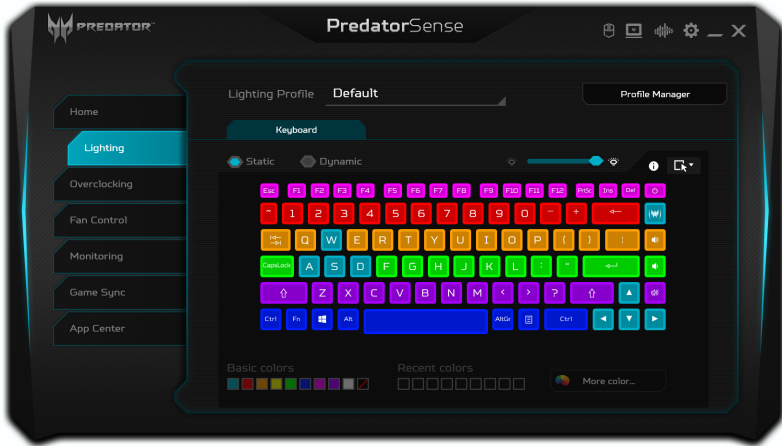 PREDATOR
PredatorSense
Lighting Profile Default
Profile Manager
Home
Lighting
Overclocking
Fan Control
Monitoring
Game Sync
App Center
Keyboard
Static Dynamic
Esc F1 F2 F3 F4 F5 F6 F7 F8 F9 F10 F11 F12 PrtSc Ins Del
~ 1 2 3 4 5 6 7 8 9 0 - +
Q W E R T Y U I O P { } :
CapsLock A S D F G H J K L : "
Z X C V B N M < > ?
Ctrl Fn Alt AltGr Ctrl
Basic colors
Recent colors
More color...